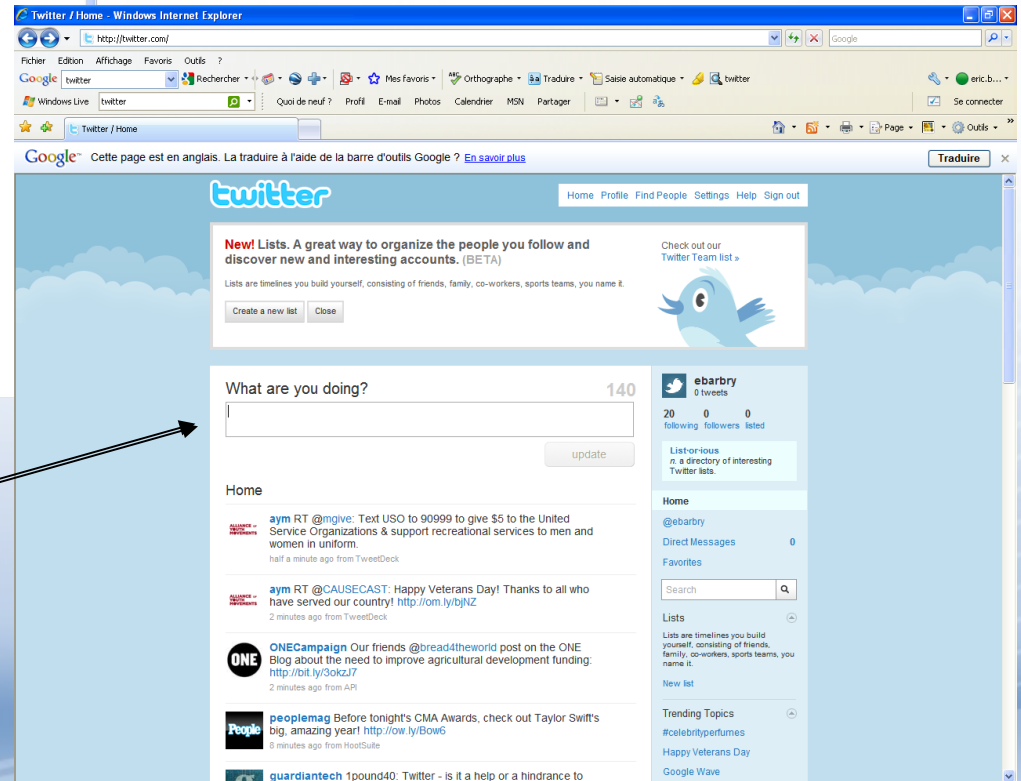 Twitter / Home - Windows Internet Explorer
http://twitter.com/
Google
Fichier Edition Affichage Favoris Outils ?
Google twitter Rechercher Mes favoris ABC Orthographe aa Traduire Saisie automatique twitter eric.b...
Windows Live twitter Quoi de neuf ? Profil E-mail Photos Calendrier MSN Partager Se connecter
Twitter / Home Page Outils »
Google™ Cette page est en anglais. La traduire à l'aide de la barre d'outils Google ? En savoir plus Traduire
twitter
Home Profile Find People Settings Help Sign out
New! Lists. A great way to organize the people you follow and
discover new and interesting accounts. (BETA)
Lists are timelines you build yourself, consisting of friends, family, co-workers, sports teams, you name it.
Create a new list Close
Check out our
Twitter Team list »
What are you doing? 140
update
Home
ALLIANCE OF
YOUTH
MOVEMENTS
aym RT @mgive: Text USO to 90999 to give $5 to the United
Service Organizations & support recreational services to men and
women in uniform.
half a minute ago from TweetDeck
ALLIANCE OF
YOUTH
MOVEMENTS
aym RT @CAUSECAST: Happy Veterans Day! Thanks to all who
have served our country! http://om.ly/bjNZ
2 minutes ago from TweetDeck
ONE
ONECampaign Our friends @bread4theworld post on the ONE
Blog about the need to improve agricultural development funding:
http://bit.ly/3okzJ7
2 minutes ago from API
People
peoplemag Before tonight's CMA Awards, check out Taylor Swift's
big, amazing year! http://ow.ly/Bow6
8 minutes ago from HootSuite
guardiantech 1pound40: Twitter - is it a help or a hindrance to
ebarbry
0 tweets
20 0 0
following followers listed
List·or·ious
n. a directory of interesting
Twitter lists.
Home
@ebarbry
Direct Messages 0
Favorites
Search
Lists
Lists are timelines you build
yourself, consisting of friends,
family, co-workers, sports teams, you
name it.
New list
Trending Topics
#celebrityperfumes
Happy Veterans Day
Google Wave